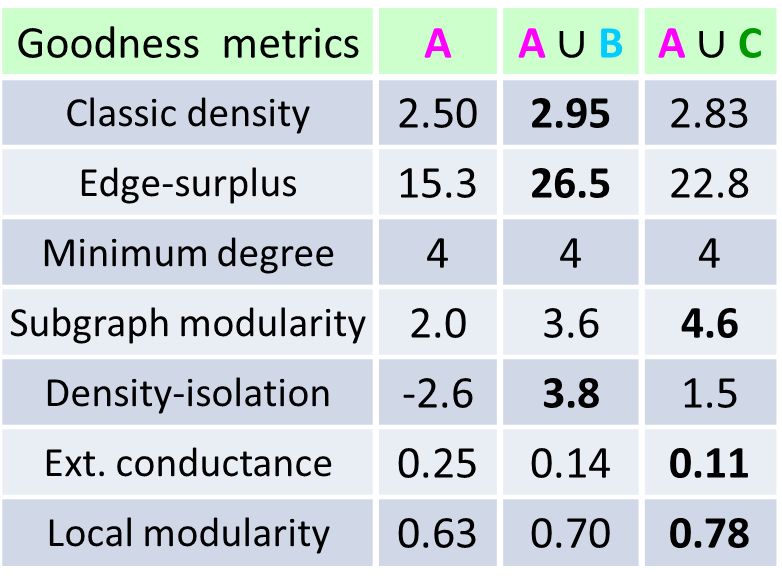 Goodness metrics A A ∪ B A ∪ C
Classic density 2.50 2.95 2.83
Edge-surplus 15.3 26.5 22.8
Minimum degree 4 4 4
Subgraph modularity 2.0 3.6 4.6
Density-isolation -2.6 3.8 1.5
Ext. conductance 0.25 0.14 0.11
Local modularity 0.63 0.70 0.78